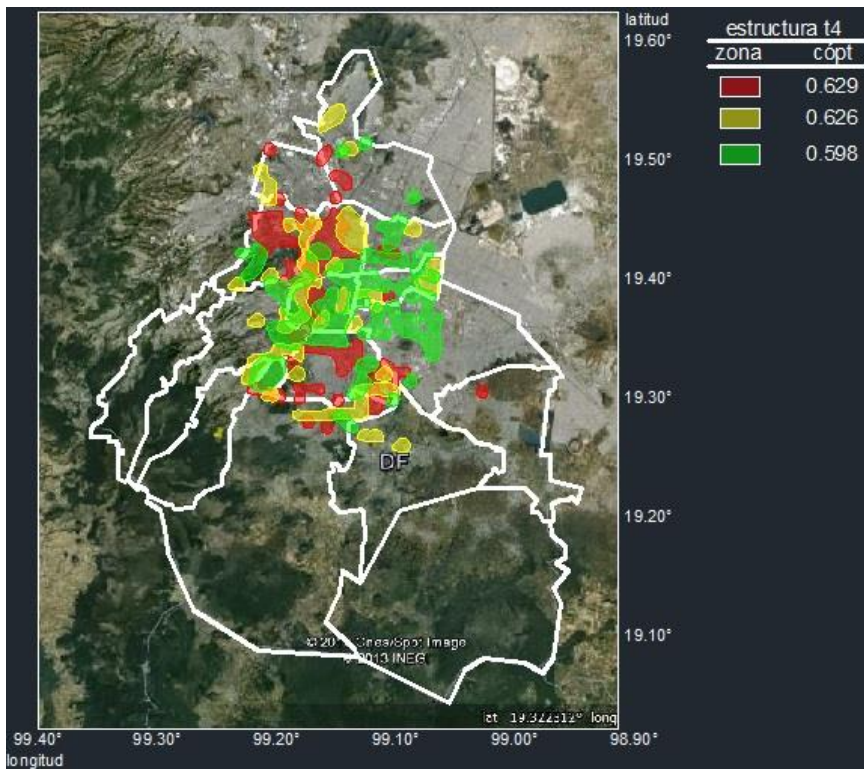 latitud
estructura t4
19.60°
zona cópt
0.629
0.626
19.50°
0.598
19.40°
19.30°
DF
19.20°
19.10°
Image
2013 INEG
lat 19.322312° long
99.40° 99.30° 99.20° 99.10° 99.00° 98.90°
longitud